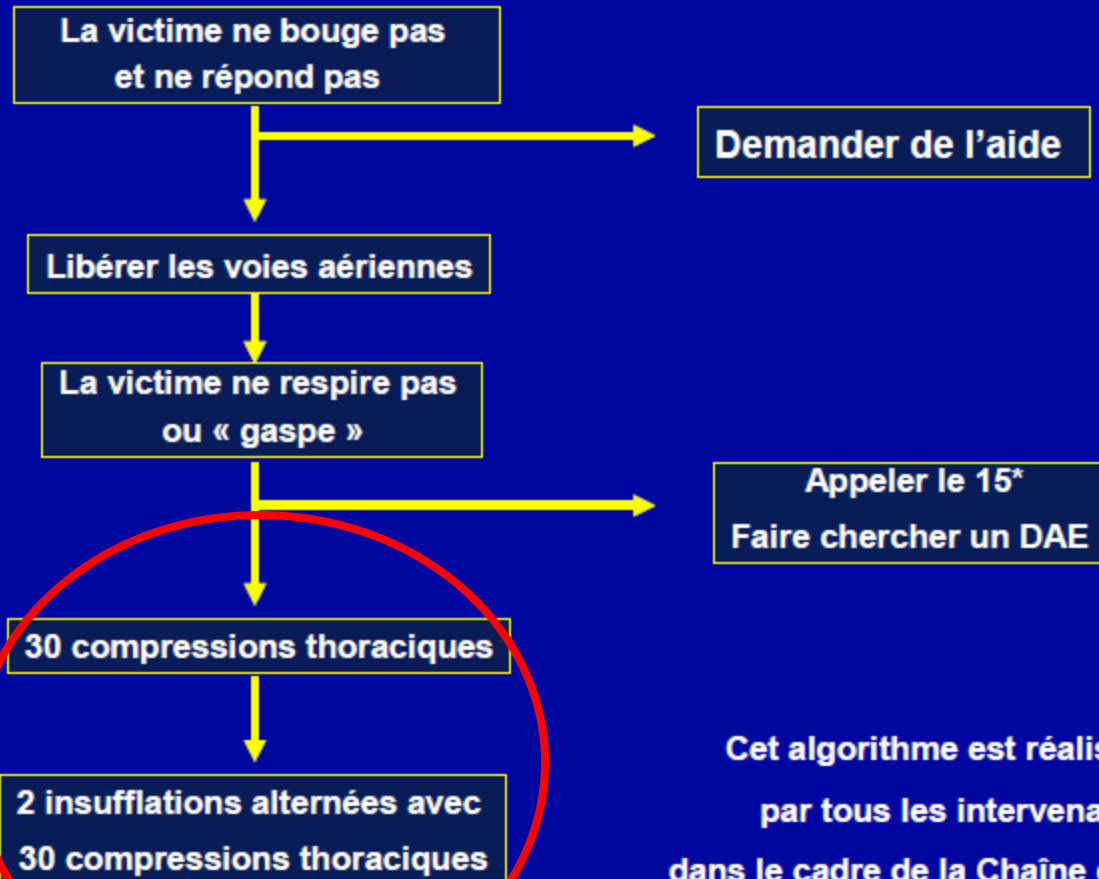 La victime ne bouge pas
et ne répond pas
Demander de l'aide
Libérer les voies aériennes
La victime ne respire pas
ou « gaspe »
Appeler le 15*
Faire chercher un DAE
30 compressions thoraciques
2 insufflations alternées avec
30 compressions thoraciques
Cet algorithme est réalis
par tous les intervena
dans le cadre de la Chaîne